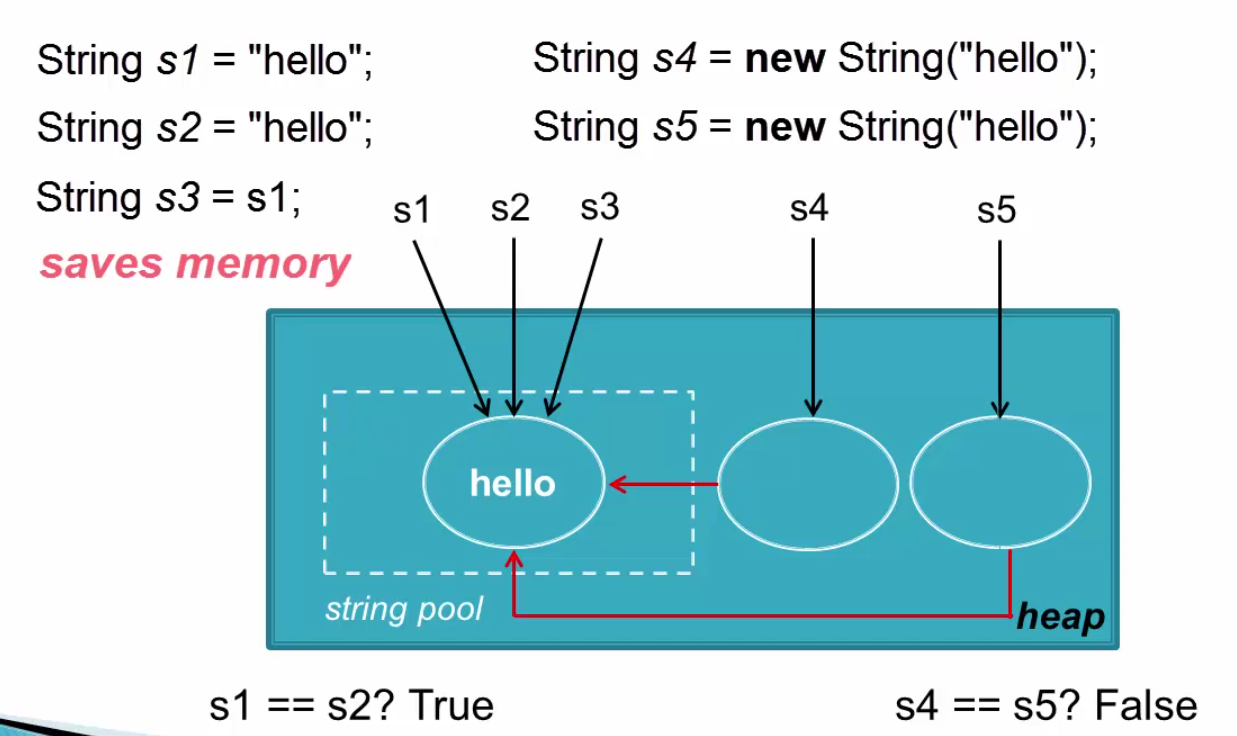 String s1 = "hello";
String s2 = "hello";
String s3 = s1;
saves memory
String s4 = new String("hello");
String s5 = new String("hello");
s1 s2 s3 s4 s5
hello
string pool
heap
s1 == s2? True
s4 == s5? False